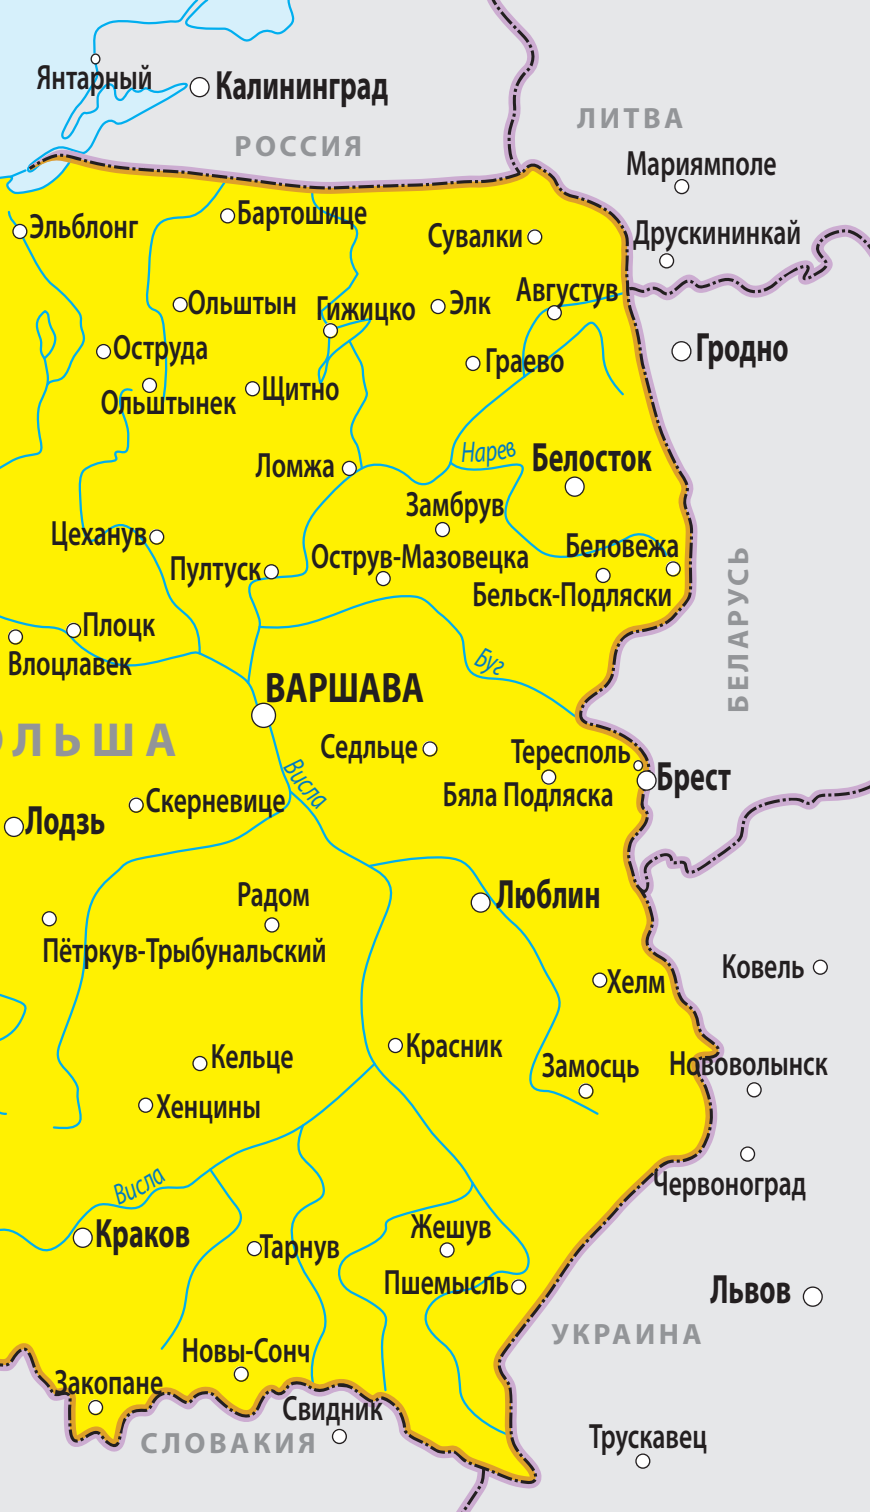 Янтарный
Калининград
РОССИЯ
ЛИТВА
Мариямполе
Друскининкай
Эльблонг
Бартошице
Сувалки
Августув
Ольштын
Гижицко
Элк
Гродно
Оструда
Граево
Ольштынек
Щитно
Нарев
Белосток
Ломжа
Замбрув
Цеханув
Пултуск
Острув-Мазовецка
Беловежа
Бельск-Подляски
БЕЛАРУСЬ
Плоцк
Влоцлавек
Буг
ВАРШАВА
ОЛЬША
Седльце
Тересполь
Висла
Бяла Подляска
Брест
Скерневице
Лодзь
Радом
Люблин
Пётркув-Трыбунальский
Хелм
Ковель
Кельце
Красник
Замосць
Нововолынск
Хенцины
Червоноград
Висла
Краков
Тарнув
Жешув
Пшемысль
Львов
УКРАИНА
Новы-Сонч
Закопане
Свидник
СЛОВАКИЯ
Трускавец